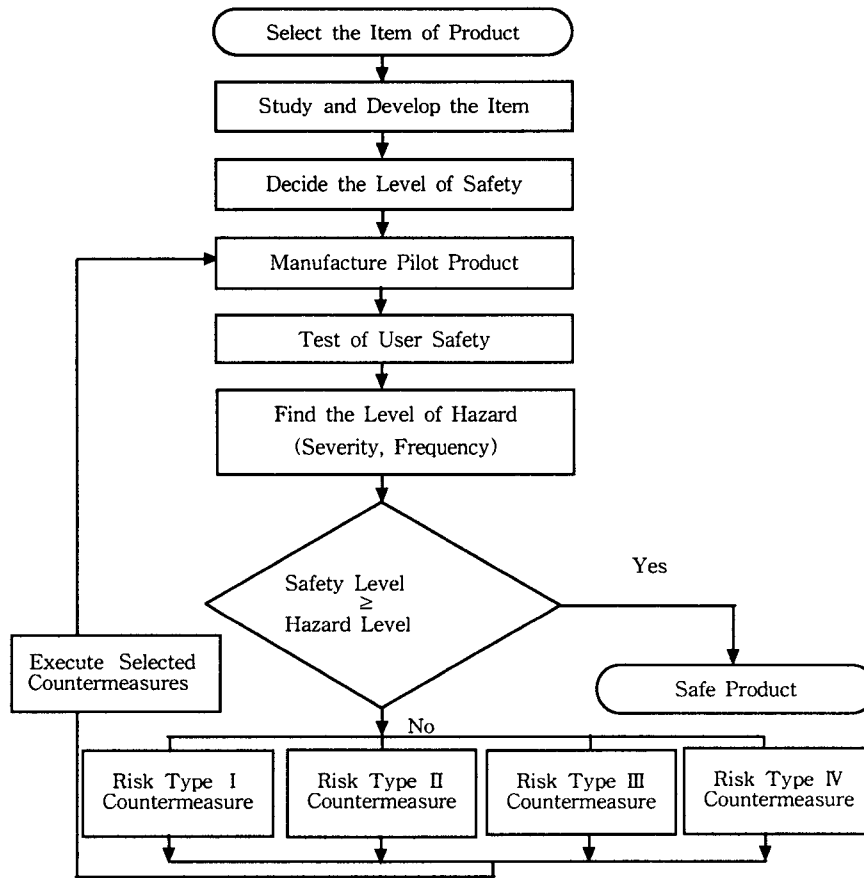 Select the Item of Product
Study and Develop the Item
Decide the Level of Safety
Manufacture Pilot Product
Test of User Safety
Find the Level of Hazard
(Severity, Frequency)
Safety Level
≥
Hazard Level
Yes
Safe Product
No
Execute Selected
Countermeasures
Risk Type Ⅰ
Countermeasure
Risk Type Ⅱ
Countermeasure
Risk Type Ⅲ
Countermeasure
Risk Type Ⅳ
Countermeasure